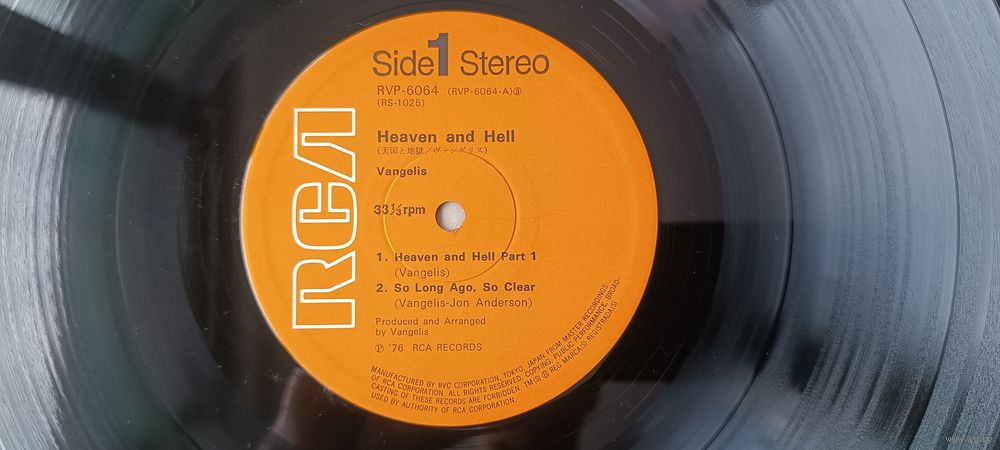 Side 1 Stereo
RVP-6064 (RVP-6064-A)Ⓑ
(RS-1025)
RCA
Heaven and Hell
(天国と地獄/ヴァンゲリス)
Vangelis
33⅓rpm
1. Heaven and Hell Part 1
(Vangelis)
2. So Long Ago, So Clear
(Vangelis-Jon Anderson)
Produced and Arranged
by Vangelis
℗ '76 RCA RECORDS
MANUFACTURED BY RVC CORPORATION, TOKYO, JAPAN FROM MASTER RECORDINGS
OF RCA CORPORATION. ALL RIGHTS RESERVED, COPYING, PUBLIC PERFORMANCE, BROAD-
CASTING OF THESE RECORDS ARE FORBIDDEN. TM(S) ® REG MARCA(S) REGISTRADA(S)
USED BY AUTHORITY OF RCA CORPORATION.